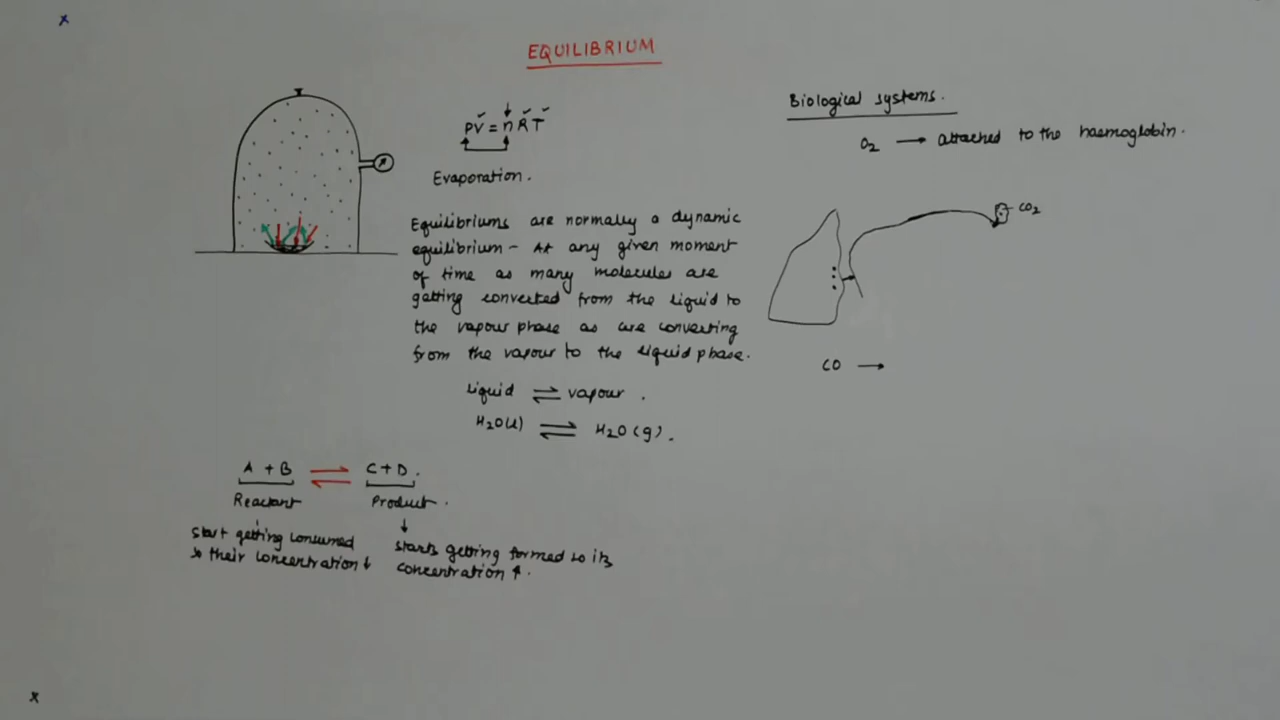 EQUILIBRIUM
PV = nRT
Evaporation.
Equilibriums are normally a dynamic
equilibrium - At any given moment
of time as many molecules are
getting converted from the liquid to
the vapour phase as are converting
from the vapour to the liquid phase.
Liquid ⇌ vapour.
H2O(l) ⇌ H2O(g).
A + B ⇌ C + D.
Reactant Product.
start getting consumed
so their concentration ↓
starts getting formed so its
concentration ↑.
Biological systems.
O2 → attached to the haemoglobin.
CO2
CO →